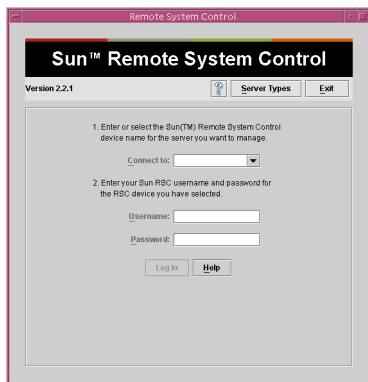 Remote System Control
Sun™ Remote System Control
Version 2.2.1
? Server Types Exit
1. Enter or select the Sun(TM) Remote System Control
device name for the server you want to manage.
Connect to:
2. Enter your Sun RSC username and password for
the RSC device you have selected.
Username:
Password:
Log In Help